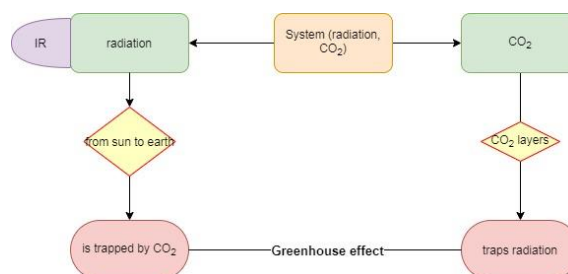 IR
radiation
System (radiation,
CO₂)
CO₂
from sun to earth
CO₂ layers
is trapped by CO₂
Greenhouse effect
traps radiation